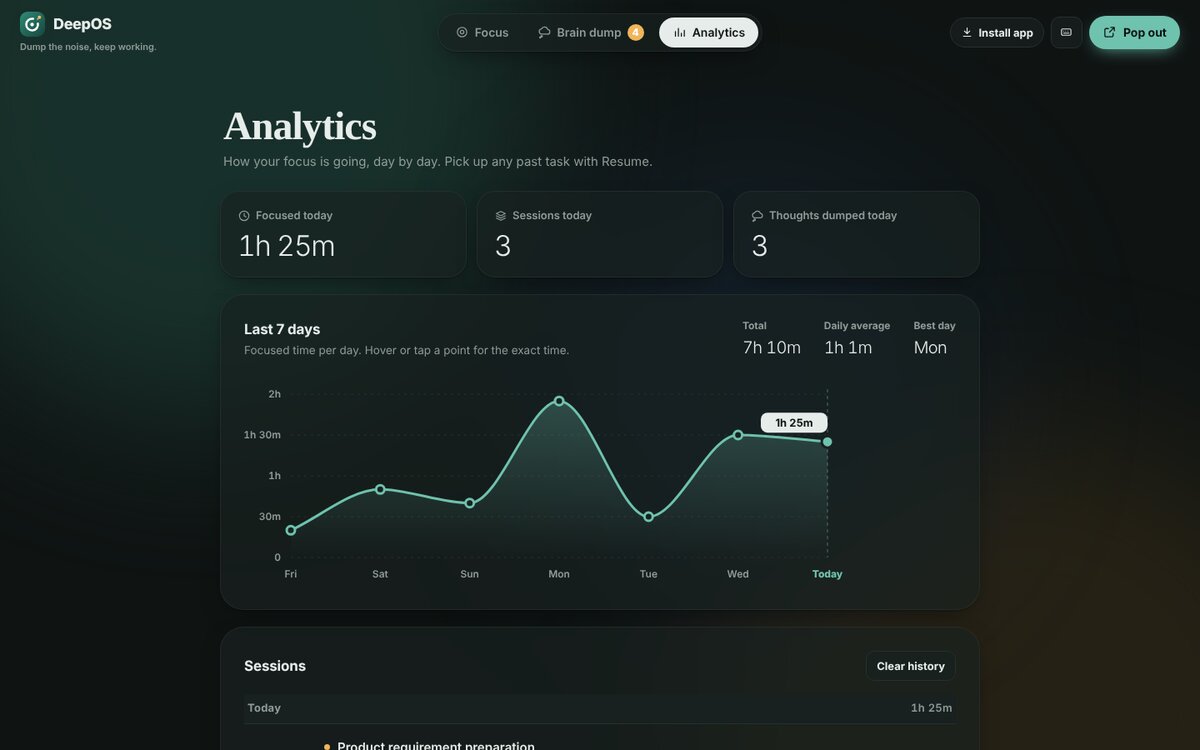 DeepOS
Dump the noise, keep working.
Focus
Brain dump 4
Analytics
Install app
Pop out
Analytics
How your focus is going, day by day. Pick up any past task with Resume.
Focused today
1h 25m
Sessions today
3
Thoughts dumped today
3
Last 7 days
Focused time per day. Hover or tap a point for the exact time.
Total
7h 10m
Daily average
1h 1m
Best day
Mon
2h
1h 30m
1h
30m
0
1h 25m
Fri Sat Sun Mon Tue Wed Today
Sessions
Clear history
Today 1h 25m
Product requirement preparation